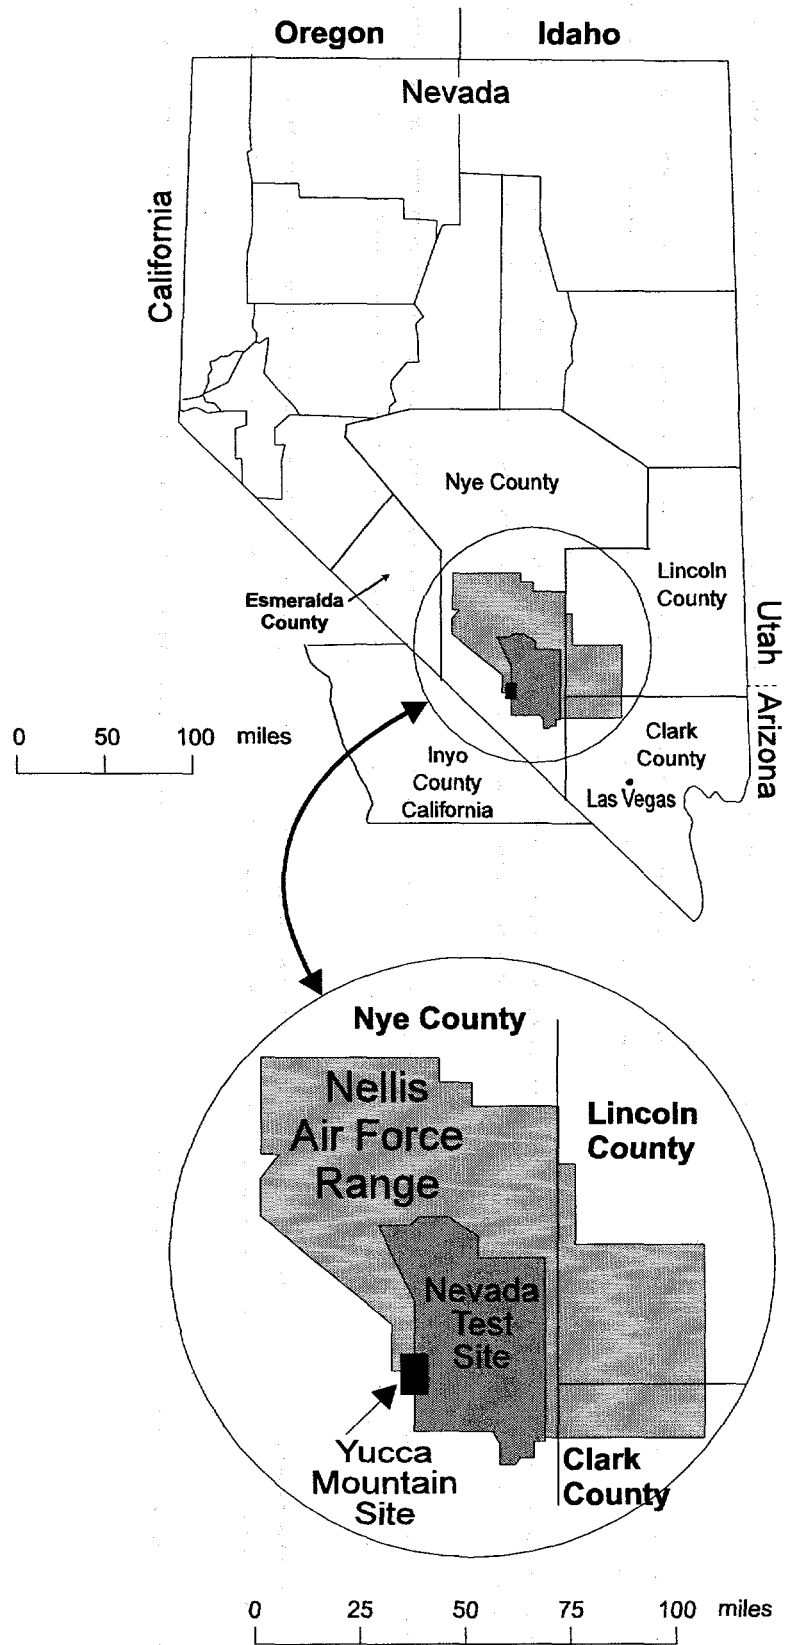 Oregon
Idaho
Nevada
California
Nye County
Esmeralda
County
Lincoln
County
Utah
Arizona
0 50 100 miles
Inyo
County
California
Clark
County
Las Vegas
Nye County
Nellis
Air Force
Range
Lincoln
County
Nevada
Test
Site
Yucca
Mountain
Site
Clark
County
0 25 50 75 100 miles